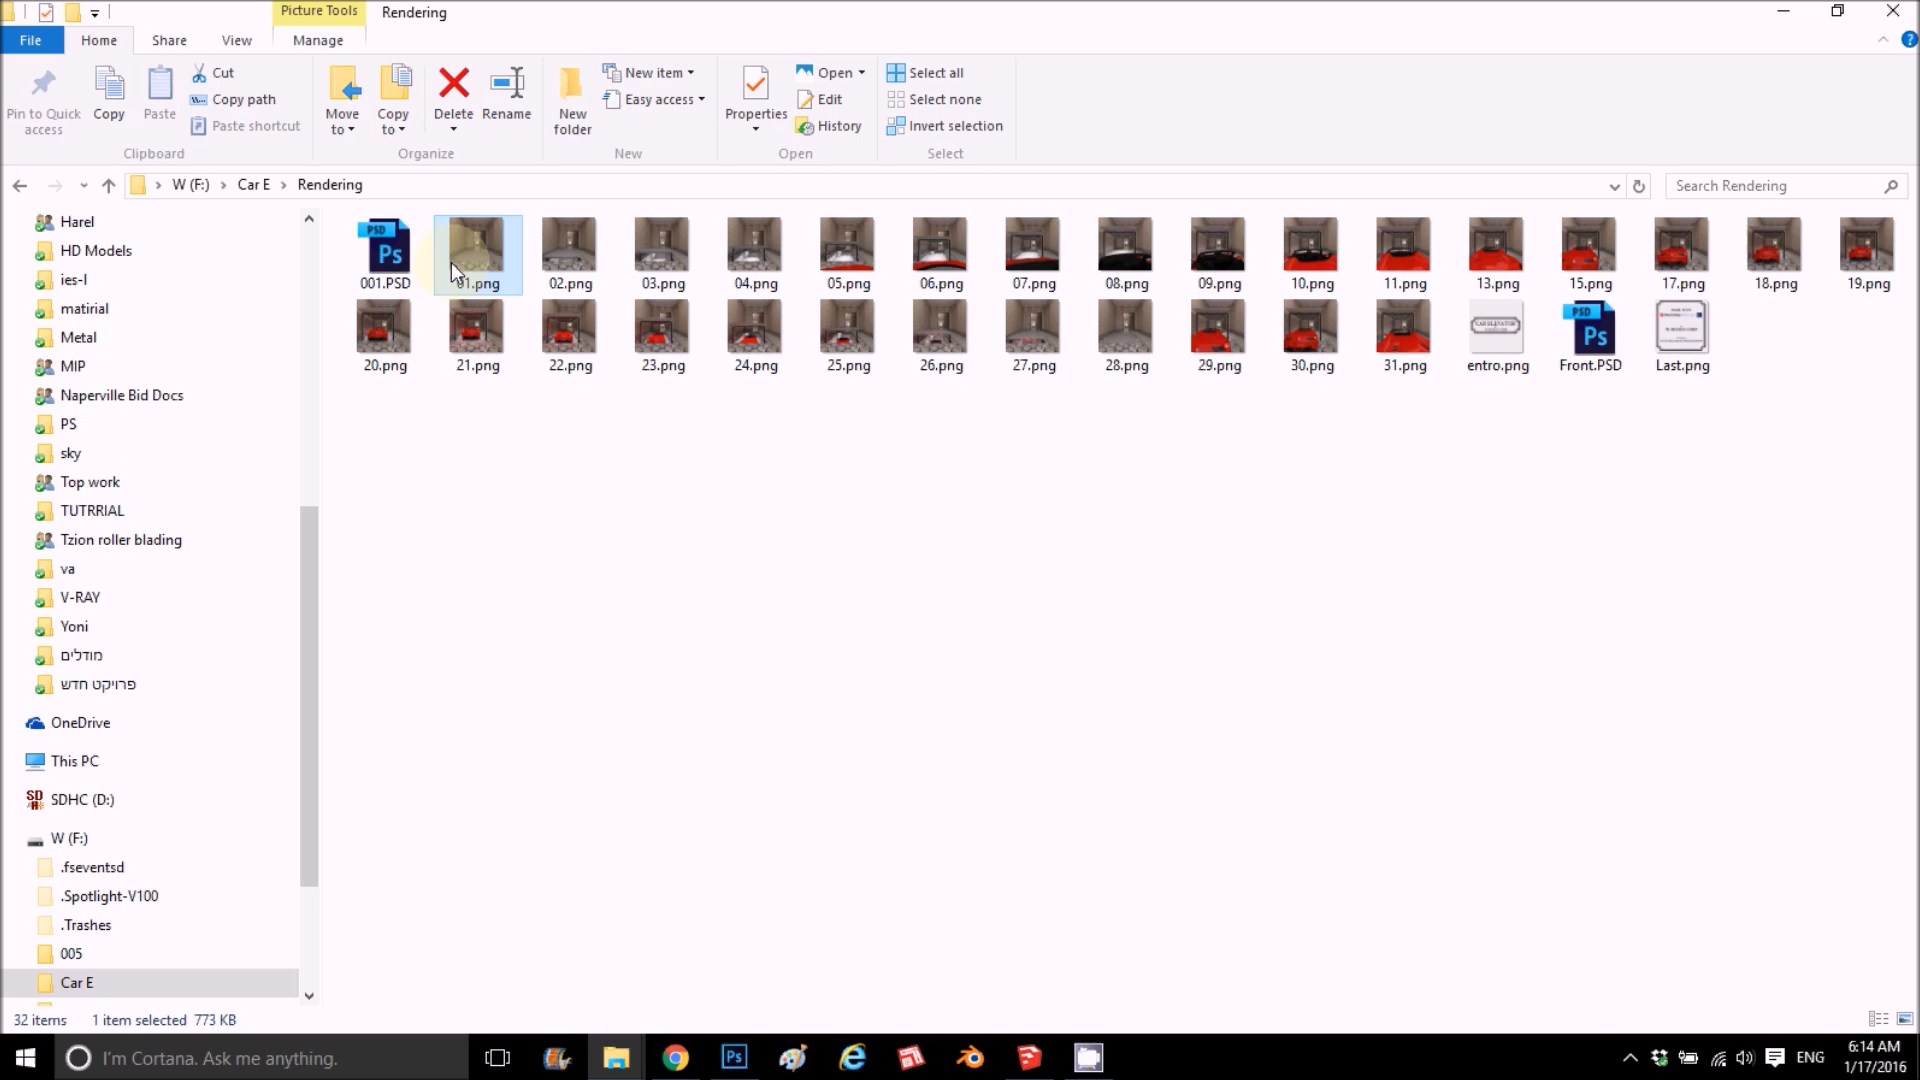 Picture Tools
Rendering
File
Home
Share
View
Manage
Pin to Quick access
Copy
Paste
Cut
Copy path
Paste shortcut
Clipboard
Move to
Copy to
Delete
Rename
Organize
New folder
New item
Easy access
New
Properties
Open
Edit
History
Open
Select all
Select none
Invert selection
Select
W (F:) > Car E > Rendering
Search Rendering
Harel
HD Models
ies-l
matirial
Metal
MIP
Naperville Bid Docs
PS
sky
Top work
TUTRRIAL
Tzion roller blading
va
V-RAY
Yoni
מודלים
פרויקט חדש
OneDrive
This PC
SDHC (D:)
W (F:)
.fseventsd
.Spotlight-V100
.Trashes
005
Car E
001.PSD
01.png
02.png
03.png
04.png
05.png
06.png
07.png
08.png
09.png
10.png
11.png
13.png
15.png
17.png
18.png
19.png
20.png
21.png
22.png
23.png
24.png
25.png
26.png
27.png
28.png
29.png
30.png
31.png
entro.png
Front.PSD
Last.png
32 items
1 item selected 773 KB
I'm Cortana. Ask me anything.
ENG
6:14 AM
1/17/2016